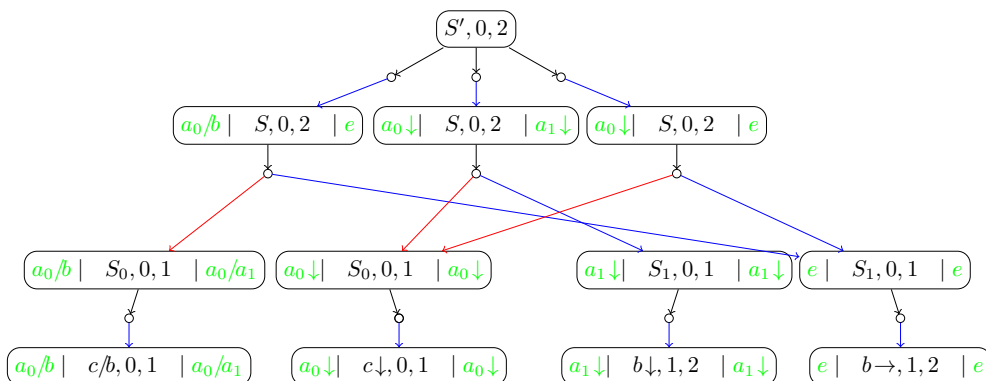 S′, 0, 2
a₀/b | S, 0, 2 | e a₀↓ | S, 0, 2 | a₁↓ a₀↓ | S, 0, 2 | e
a₀/b | S₀, 0, 1 | a₀/a₁ a₀↓ | S₀, 0, 1 | a₀↓ a₁↓ | S₁, 0, 1 | a₁↓ e | S₁, 0, 1 | e
a₀/b | c/b, 0, 1 | a₀/a₁ a₀↓ | c↓, 0, 1 | a₀↓ a₁↓ | b↓, 1, 2 | a₁↓ e | b→, 1, 2 | e